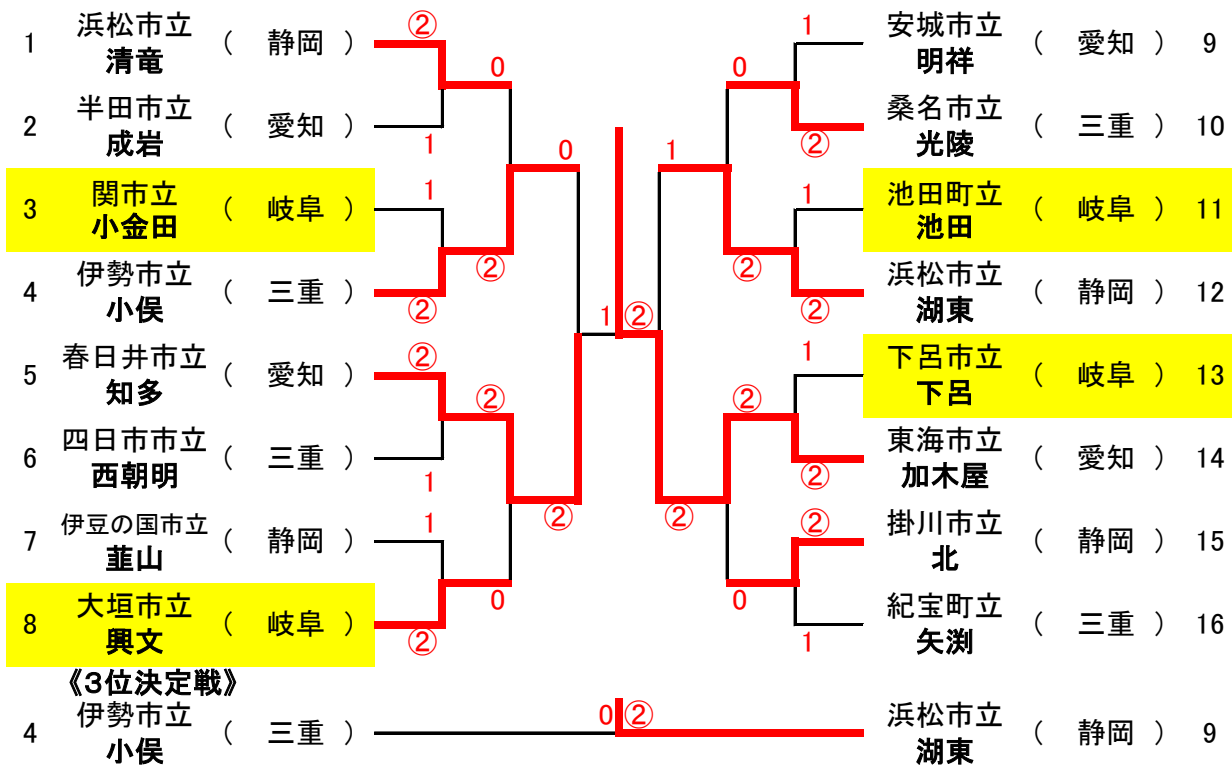 1 浜松市立 清竜 ( 静岡 ) ②
0
半田市立 成岩 2 ( 愛知 ) 1
0
3 関市立 小金田 ( 岐阜 ) 1
②
4 伊勢市立 小俣 ( 三重 ) ②
1 ②
5 春日井市立 知多 ( 愛知 ) ②
②
6 四日市市立 西朝明 ( 三重 ) 1
②
7 伊豆の国市立 韮山 ( 静岡 ) 1
0
8 大垣市立 興文 ( 岐阜 ) ②
1 安城市立 明祥 ( 愛知 ) 9
0
② 桑名市立 光陵 ( 三重 ) 10
1
1 池田町立 池田 ( 岐阜 ) 11
②
② 浜松市立 湖東 ( 静岡 ) 12
1 下呂市立 下呂 ( 岐阜 ) 13
②
② 東海市立 加木屋 ( 愛知 ) 14
②
② 掛川市立 北 ( 静岡 ) 15
0
1 紀宝町立 矢渕 ( 三重 ) 16
《3位決定戦》
4 伊勢市立 小俣 ( 三重 ) 0 ② 浜松市立 湖東 ( 静岡 ) 9